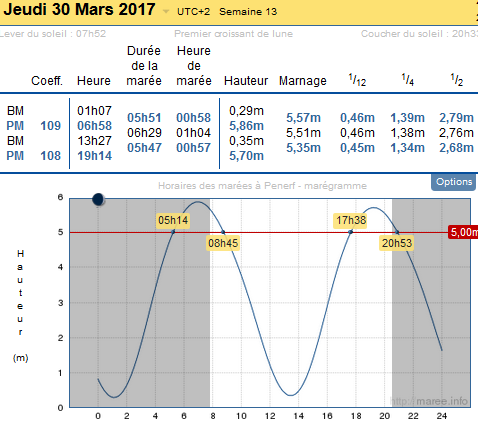 Jeudi 30 Mars 2017 UTC+2 Semaine 13
Lever du soleil : 07h52 Premier croissant de lune Coucher du soleil : 20h3
Durée de la marée Heure de marée
Coeff. Heure Hauteur Marnage 1/12 1/4 1/2
BM 01h07 0,29m
05h51 00h58 5,57m 0,46m 1,39m 2,79m
PM 109 06h58 5,86m
06h29 01h04 5,51m 0,46m 1,38m 2,76m
BM 13h27 0,35m
05h47 00h57 5,35m 0,45m 1,34m 2,68m
PM 108 19h14 5,70m
Options
Horaires des marées à Penerf - marégramme
6
05h14 17h38
5 5,00m
08h45 20h53
4
3
2
1
0
Hauteur (m)
http://maree.info
0 2 4 6 8 10 12 14 16 18 20 22 24